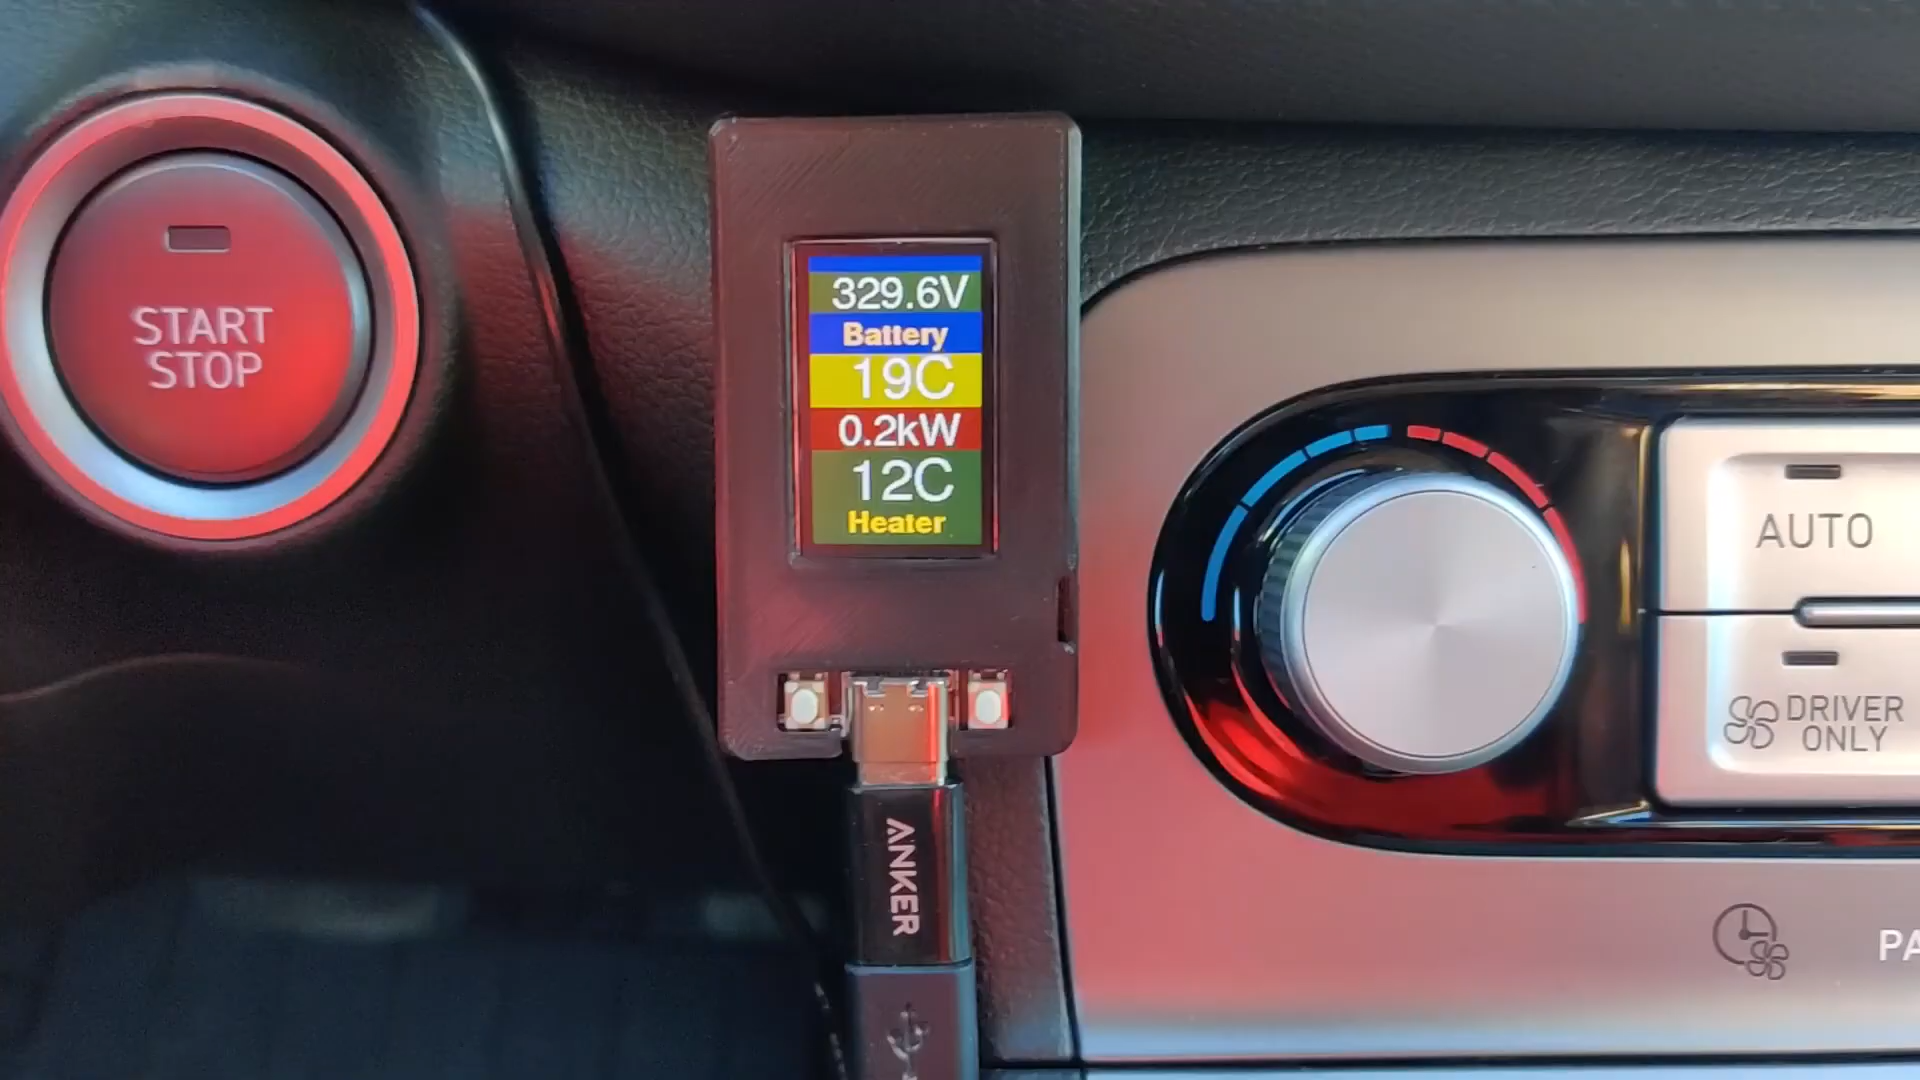 START
STOP
329.6V
Battery
19C
0.2kW
12C
Heater
ANKER
AUTO
DRIVER
ONLY
PA